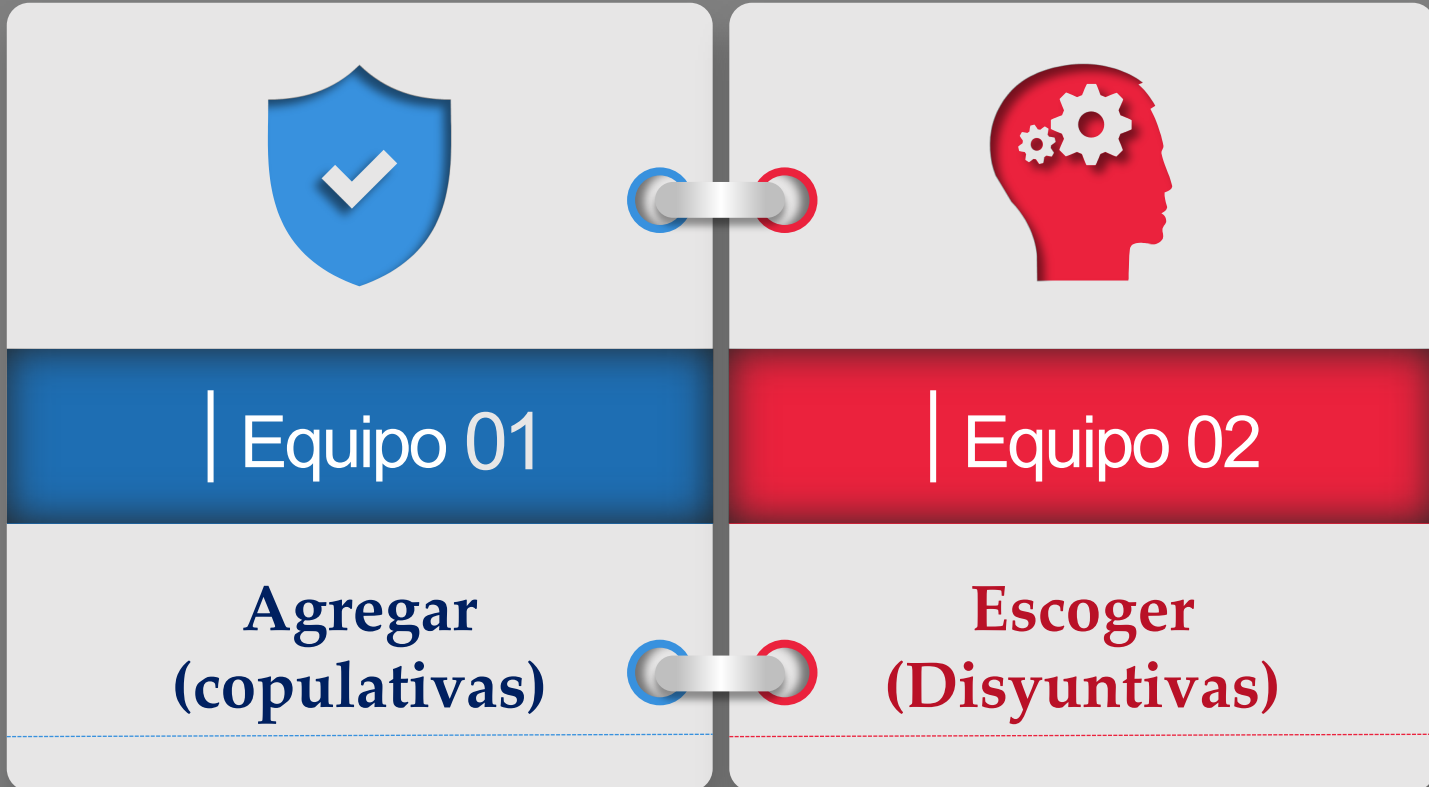 Equipo 01
Agregar
(copulativas)
Equipo 02
Escoger
(Disyuntivas)